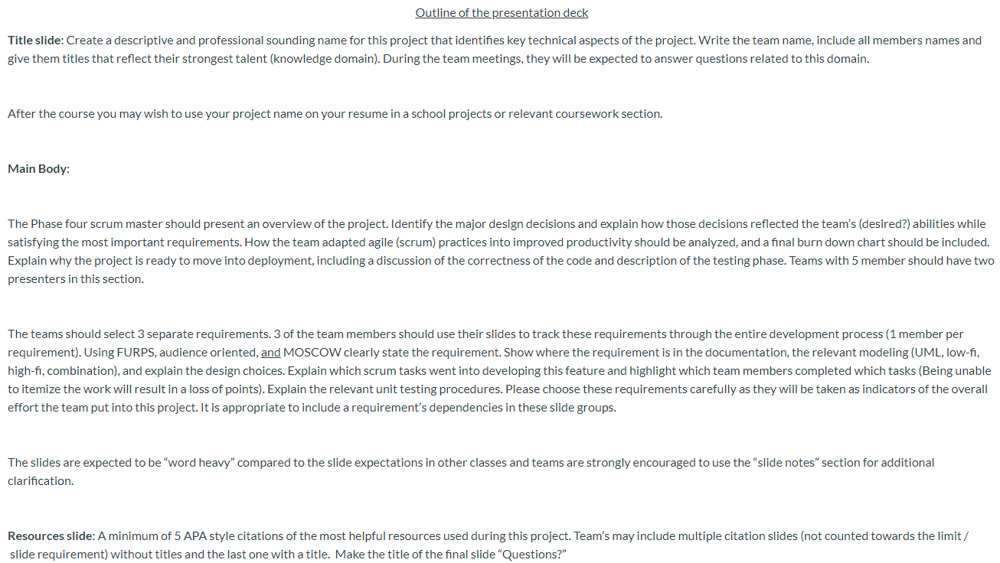 Outline of the presentation deck
Title slide: Create a descriptive and professional sounding name for this project that identifies key technical aspects of the project. Write the team name, include all members names and
give them titles that reflect their strongest talent (knowledge domain). During the team meetings, they will be expected to answer questions related to this domain.
After the course you may wish to use your project name on your resume in a school projects or relevant coursework section.
Main Body:
The Phase four scrum master should present an overview of the project. Identify the major design decisions and explain how those decisions reflected the team's (desired?) abilities while
satisfying the most important requirements. How the team adapted agile (scrum) practices into improved productivity should be analyzed, and a final burn down chart should be included.
Explain why the project is ready to move into deployment, including a discussion of the correctness of the code and description of the testing phase. Teams with 5 member should have two
presenters in this section.
The teams should select 3 separate requirements. 3 of the team members should use their slides to track these requirements through the entire development process (1 member per
requirement). Using FURPS, audience oriented, and MOSCOW clearly state the requirement. Show where the requirement is in the documentation, the relevant modeling (UML, low-fi,
high-fi, combination), and explain the design choices. Explain which scrum tasks went into developing this feature and highlight which team members completed which tasks (Being unable
to itemize the work will result in a loss of points). Explain the relevant unit testing procedures. Please choose these requirements carefully as they will be taken as indicators of the overall
effort the team put into this project. It is appropriate to include a requirement's dependencies in these slide groups.
The slides are expected to be “word heavy” compared to the slide expectations in other classes and teams are strongly encouraged to use the “slide notes” section for additional
clarification.
Resources slide: A minimum of 5 APA style citations of the most helpful resources used during this project. Team's may include multiple citation slides (not counted towards the limit /
slide requirement) without titles and the last one with a title. Make the title of the final slide “Questions?”